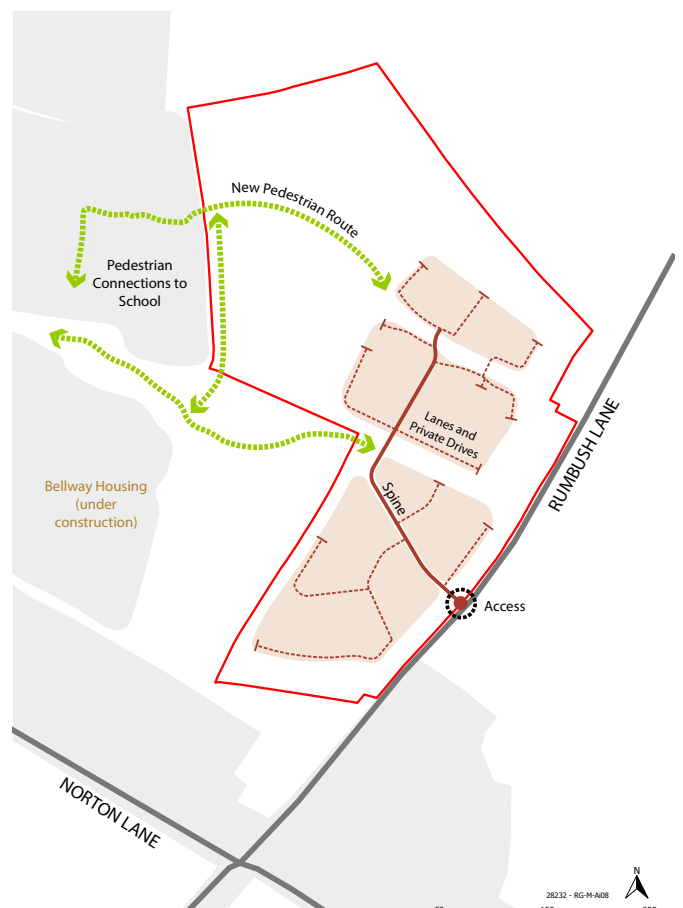 New Pedestrian Route
Pedestrian
Connections to
School
RUMBUSH LANE
Lanes and
Private Drives
Bellway Housing
(under
construction)
Spine
Access
NORTON LANE
N
28232 - RG-M-Ai08